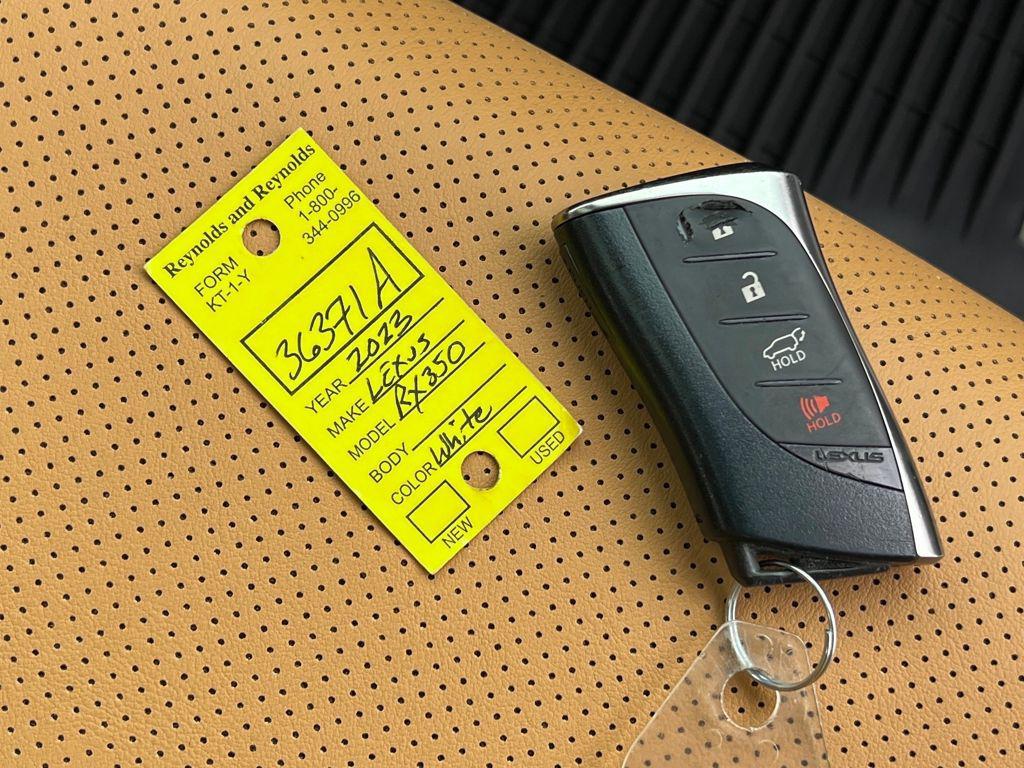 Reynolds and Reynolds
FORM
KT-1-Y
Phone
1-800-
344-0996
36371A
YEAR 2023
MAKE LEXUS
MODEL RX350
BODY
COLOR White
NEW
USED
HOLD
HOLD
LEXUS